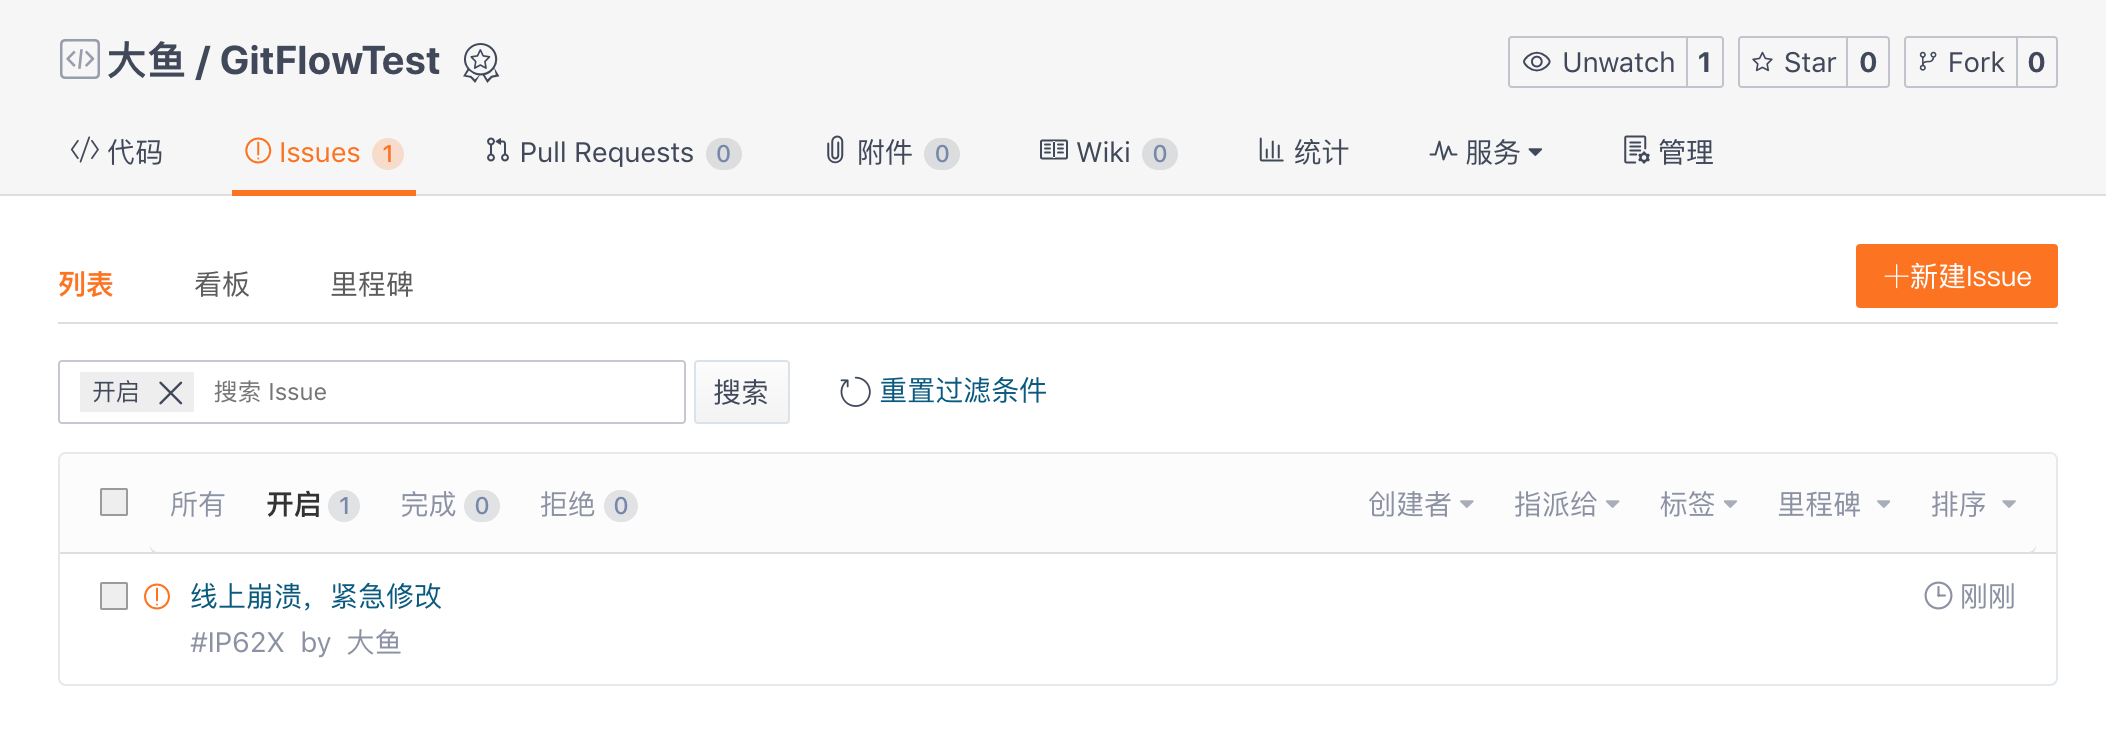 大鱼 / GitFlowTest
Unwatch 1 Star 0 Fork 0
代码 Issues 1 Pull Requests 0 附件 0 Wiki 0 统计 服务 管理
列表 看板 里程碑
新建Issue
开启 搜索 Issue 搜索 重置过滤条件
所有 开启 1 完成 0 拒绝 0 创建者 指派给 标签 里程碑 排序
线上崩溃，紧急修改 刚刚
#IP62X by 大鱼